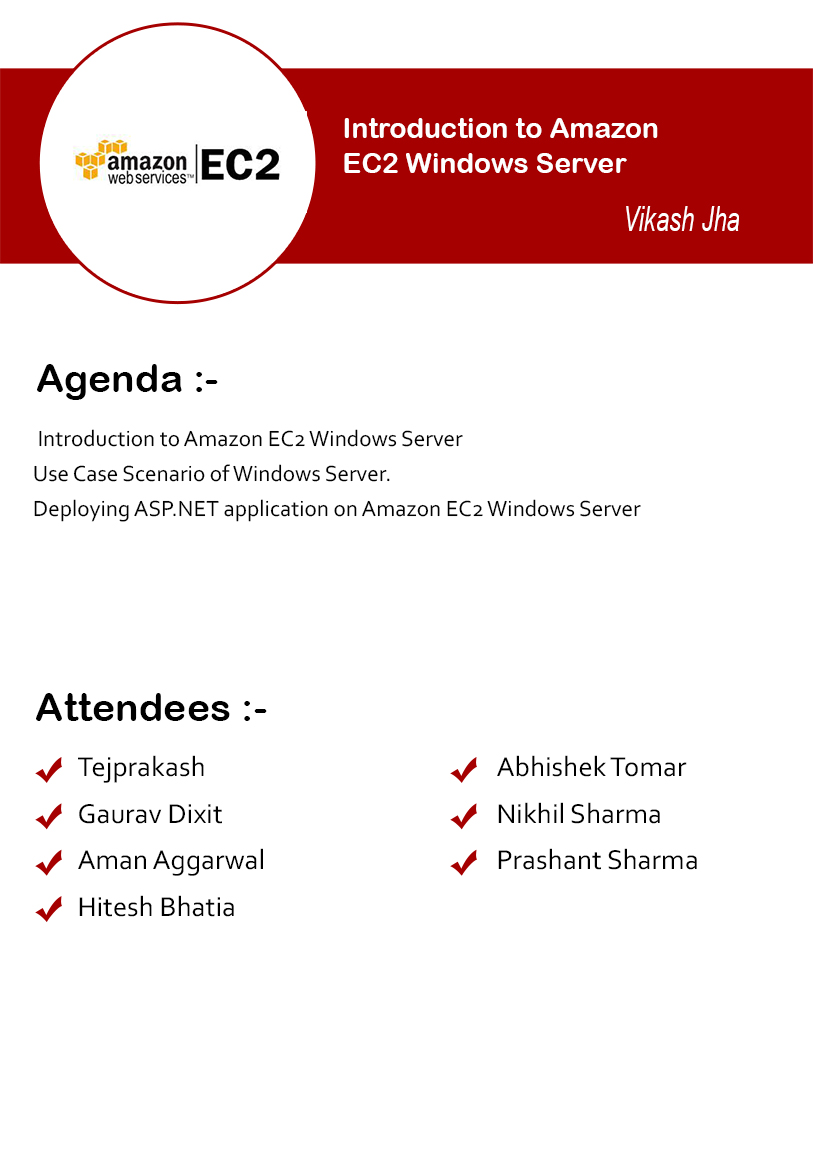 amazon
webservices™
EC2
Introduction to Amazon
EC2 Windows Server
Vikash Jha
Agenda :-
Introduction to Amazon EC2 Windows Server
Use Case Scenario of Windows Server.
Deploying ASP.NET application on Amazon EC2 Windows Server
Attendees :-
Tejprakash
Gaurav Dixit
Aman Aggarwal
Hitesh Bhatia
Abhishek Tomar
Nikhil Sharma
Prashant Sharma